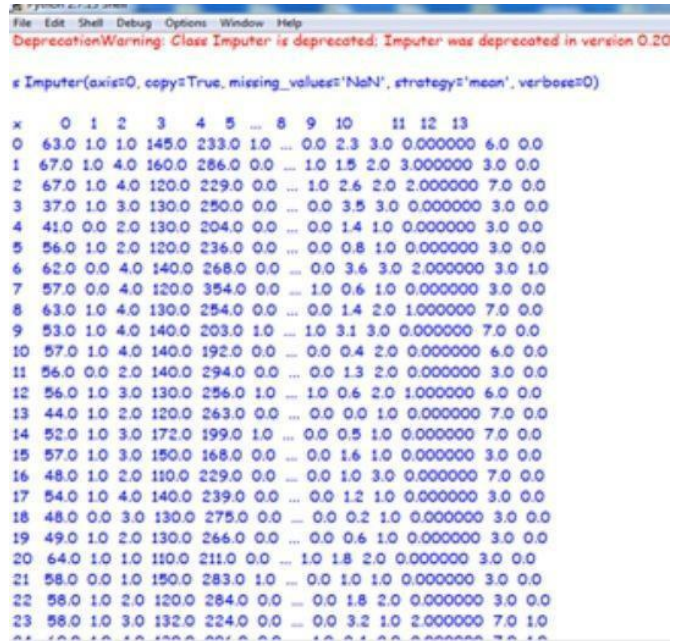 Python 2.7.15 Shell
File Edit Shell Debug Options Window Help
DeprecationWarning: Class Imputer is deprecated; Imputer was deprecated in version 0.20
s Imputer(axis=0, copy=True, missing_values='NaN', strategy='mean', verbose=0)
x 0 1 2 3 4 5 ... 8 9 10 11 12 13
0 63.0 1.0 1.0 145.0 233.0 1.0 ... 0.0 2.3 3.0 0.000000 6.0 0.0
1 67.0 1.0 4.0 160.0 286.0 0.0 ... 1.0 1.5 2.0 3.000000 3.0 0.0
2 67.0 1.0 4.0 120.0 229.0 0.0 ... 1.0 2.6 2.0 2.000000 7.0 0.0
3 37.0 1.0 3.0 130.0 250.0 0.0 ... 0.0 3.5 3.0 0.000000 3.0 0.0
4 41.0 0.0 2.0 130.0 204.0 0.0 ... 0.0 1.4 1.0 0.000000 3.0 0.0
5 56.0 1.0 2.0 120.0 236.0 0.0 ... 0.0 0.8 1.0 0.000000 3.0 0.0
6 62.0 0.0 4.0 140.0 268.0 0.0 ... 0.0 3.6 3.0 2.000000 3.0 1.0
7 57.0 0.0 4.0 120.0 354.0 0.0 ... 1.0 0.6 1.0 0.000000 3.0 0.0
8 63.0 1.0 4.0 130.0 254.0 0.0 ... 0.0 1.4 2.0 1.000000 7.0 0.0
9 53.0 1.0 4.0 140.0 203.0 1.0 ... 1.0 3.1 3.0 0.000000 7.0 0.0
10 57.0 1.0 4.0 140.0 192.0 0.0 ... 0.0 0.4 2.0 0.000000 6.0 0.0
11 56.0 0.0 2.0 140.0 294.0 0.0 ... 0.0 1.3 2.0 0.000000 3.0 0.0
12 56.0 1.0 3.0 130.0 256.0 1.0 ... 1.0 0.6 2.0 1.000000 6.0 0.0
13 44.0 1.0 2.0 120.0 263.0 0.0 ... 0.0 0.0 1.0 0.000000 7.0 0.0
14 52.0 1.0 3.0 172.0 199.0 1.0 ... 0.0 0.5 1.0 0.000000 7.0 0.0
15 57.0 1.0 3.0 150.0 168.0 0.0 ... 0.0 1.6 1.0 0.000000 3.0 0.0
16 48.0 1.0 2.0 110.0 229.0 0.0 ... 0.0 1.0 3.0 0.000000 7.0 0.0
17 54.0 1.0 4.0 140.0 239.0 0.0 ... 0.0 1.2 1.0 0.000000 3.0 0.0
18 48.0 0.0 3.0 130.0 275.0 0.0 ... 0.0 0.2 1.0 0.000000 3.0 0.0
19 49.0 1.0 2.0 130.0 266.0 0.0 ... 0.0 0.6 1.0 0.000000 3.0 0.0
20 64.0 1.0 1.0 110.0 211.0 0.0 ... 1.0 1.8 2.0 0.000000 3.0 0.0
21 58.0 0.0 1.0 150.0 283.0 1.0 ... 0.0 1.0 1.0 0.000000 3.0 0.0
22 58.0 1.0 2.0 120.0 284.0 0.0 ... 0.0 1.8 2.0 0.000000 3.0 0.0
23 58.0 1.0 3.0 132.0 224.0 0.0 ... 0.0 3.2 1.0 2.000000 7.0 1.0